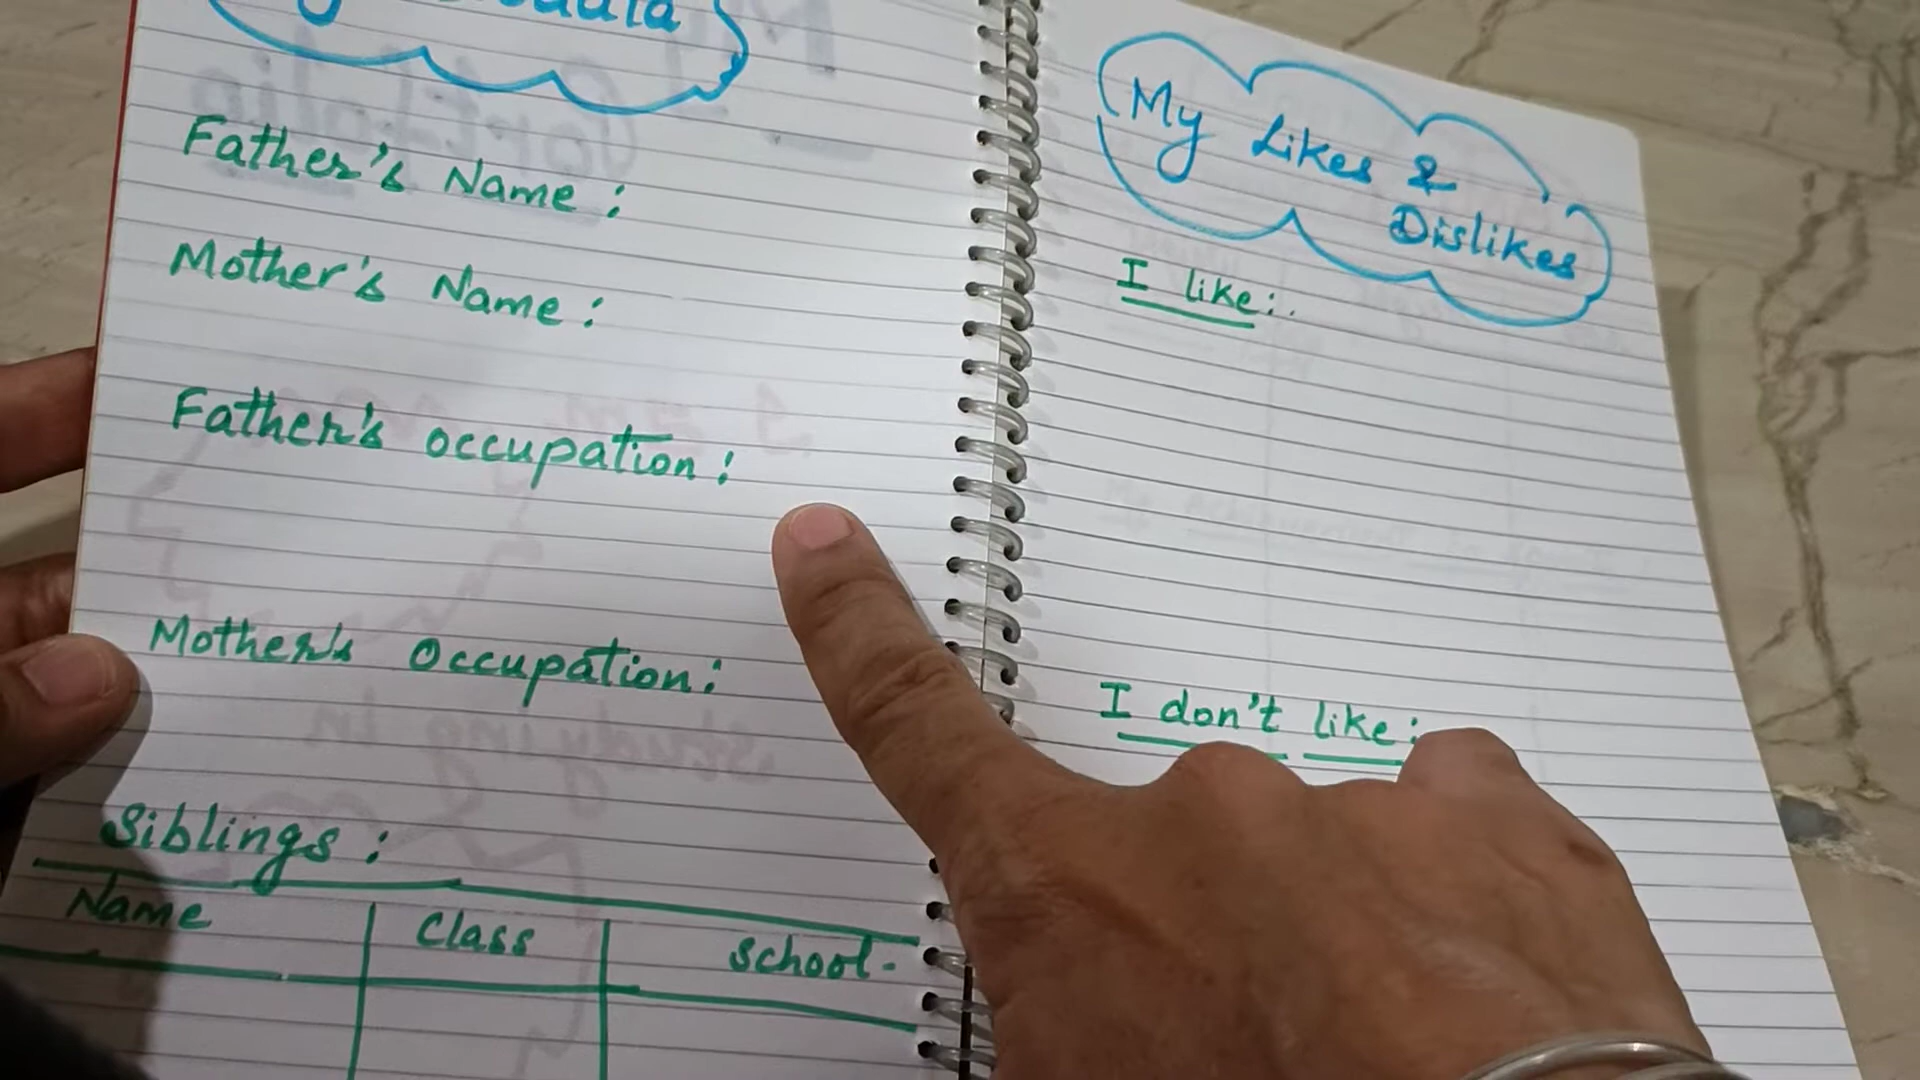 Father's Name :
Mother's Name :
Father's occupation :
Mother's Occupation :
Siblings :
Name Class School -
My Likes &
Dislikes
I like :
I don't like :